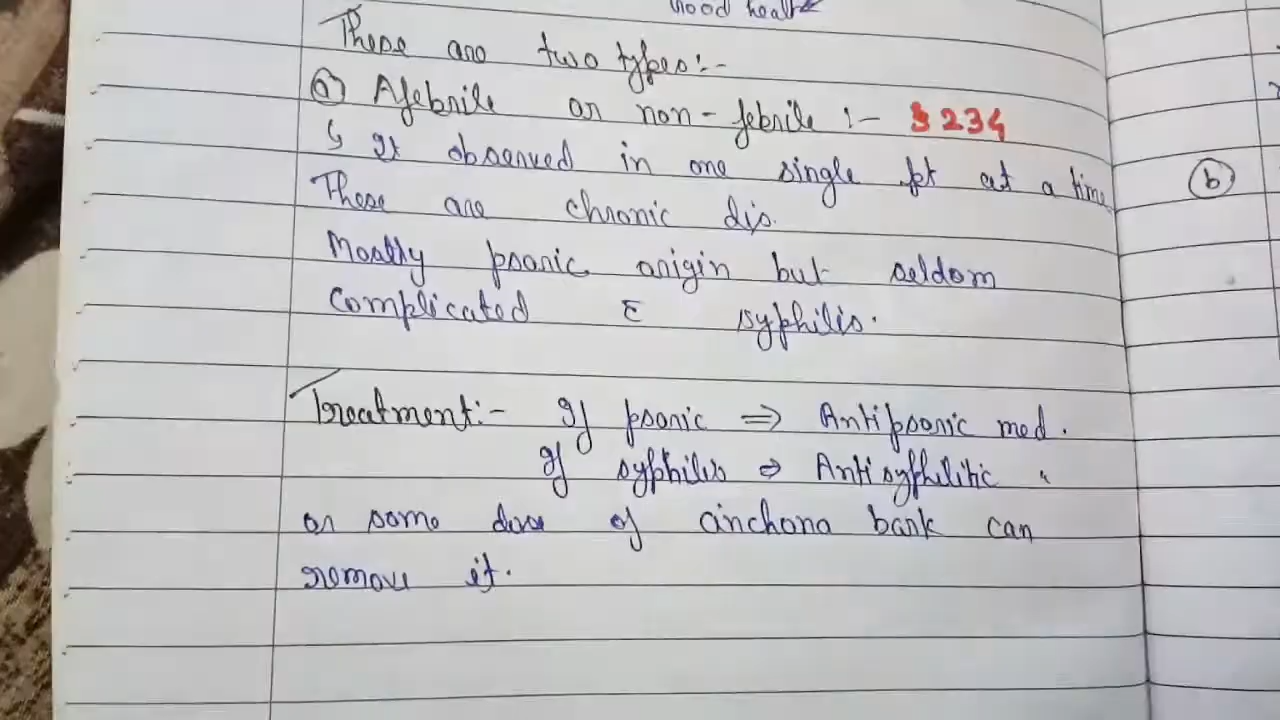 Good health
These are two types:-
a) Afebrile or non-febrile :- § 234
↳ It observed in one single pt at a time.
These are chronic dis.
Mostly psoric origin but seldom
complicated c̄ syphilis.
Treatment:- If psoric ⇒ Antipsoric med.
If syphilis ⇒ Antisyphilitic "
or some dose of cinchona bark can
remove it.
b